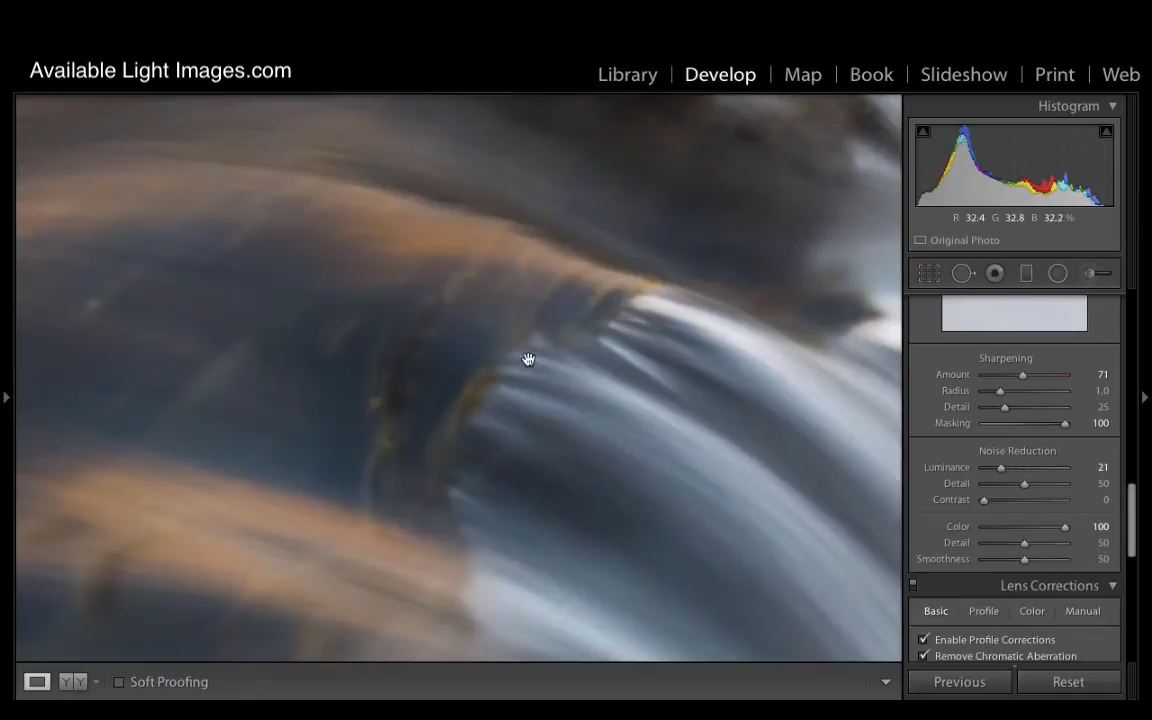 Available Light Images.com
Library | Develop | Map | Book | Slideshow | Print | Web
Histogram
R 32.4 G 32.8 B 32.2 %
Original Photo
Sharpening
Amount 71
Radius 1.0
Detail 25
Masking 100
Noise Reduction
Luminance 21
Detail 50
Contrast 0
Color 100
Detail 50
Smoothness 50
Lens Corrections
Basic Profile Color Manual
Enable Profile Corrections
Remove Chromatic Aberration
YY Soft Proofing
Previous Reset